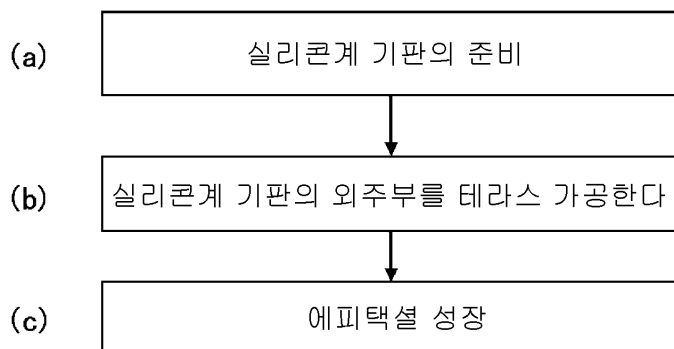 (a) 실리콘계 기판의 준비
(b) 실리콘계 기판의 외주부를 테라스 가공한다
(c) 에피택셜 성장